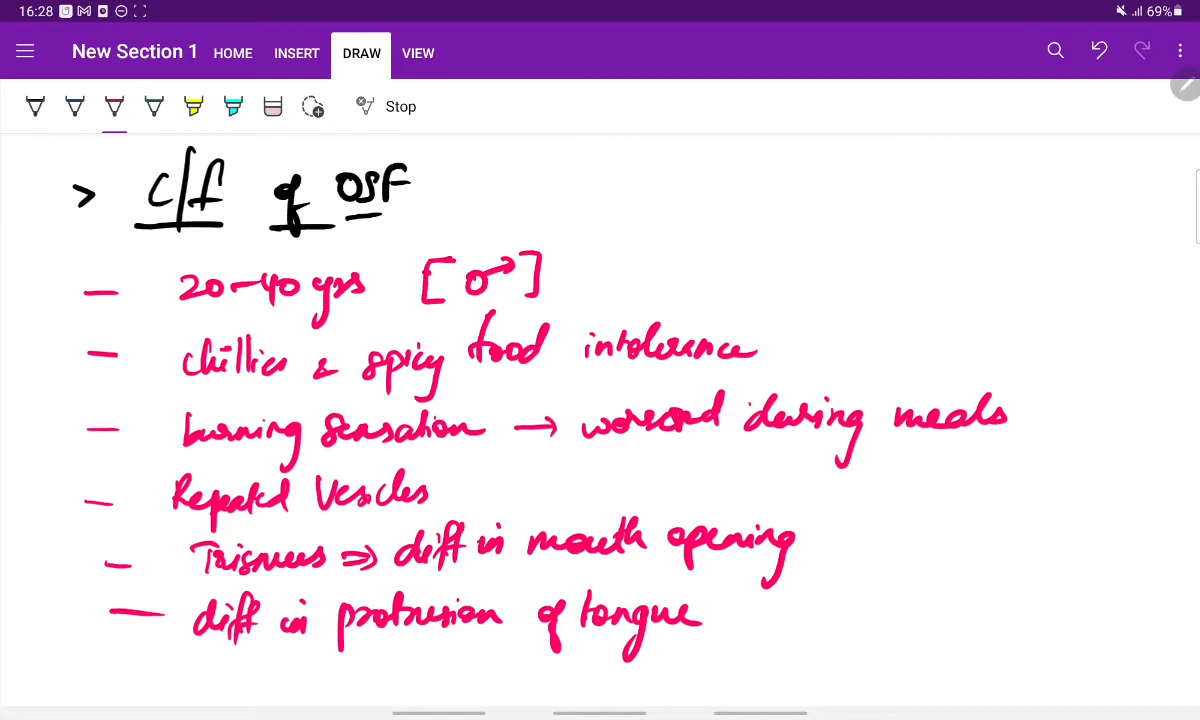 16:28 69%
New Section 1 HOME INSERT DRAW VIEW
Stop
> c/f of OSF
— 20-40 yrs [♂]
— chillies & spicy food intolerance
— burning sensation → worsend during meals
— Repeated Vesicles
— Trismus ⇒ diff in mouth opening
— diff in protrusion of tongue